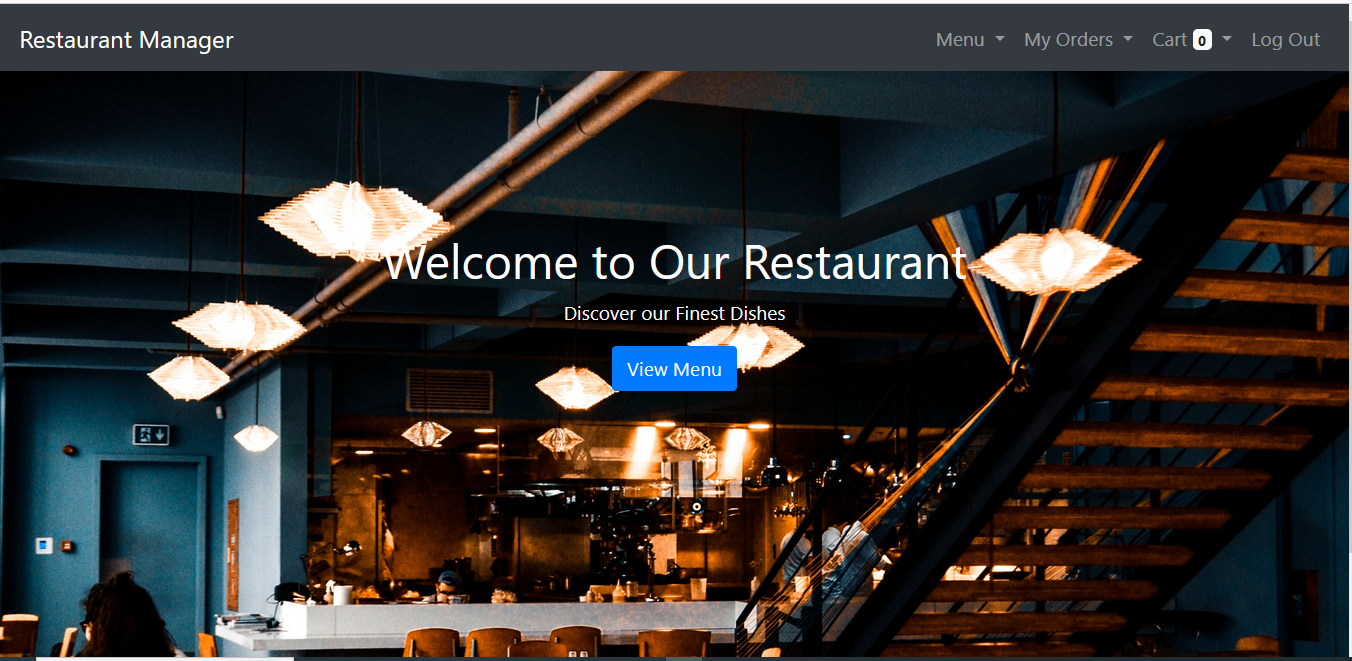 Restaurant Manager
Menu My Orders Cart 0 Log Out
Welcome to Our Restaurant
Discover our Finest Dishes
View Menu